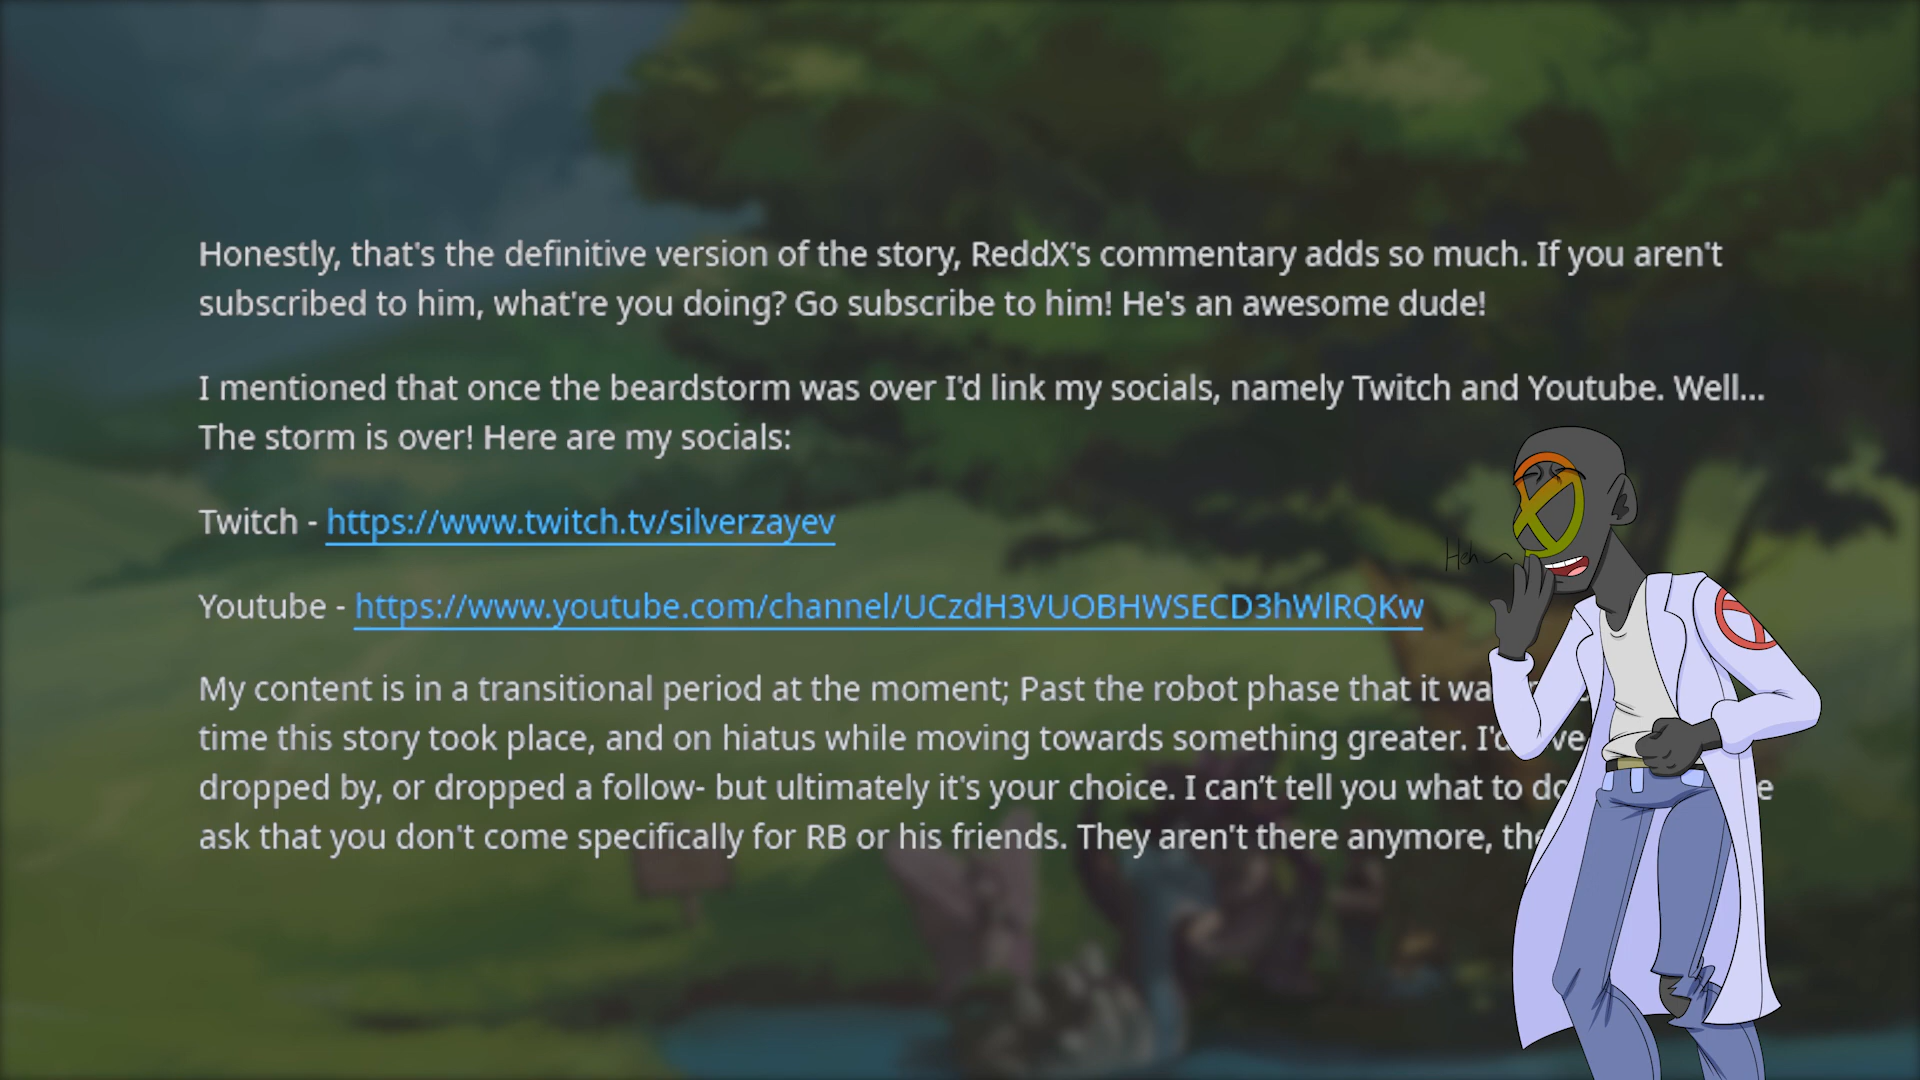 Honestly, that's the definitive version of the story, ReddX's commentary adds so much. If you aren't
subscribed to him, what're you doing? Go subscribe to him! He's an awesome dude!
I mentioned that once the beardstorm was over I'd link my socials, namely Twitch and Youtube. Well...
The storm is over! Here are my socials:
Twitch - https://www.twitch.tv/silverzayev
Heh
Youtube - https://www.youtube.com/channel/UCzdH3VUOBHWSECD3hWlRQKw
My content is in a transitional period at the moment; Past the robot phase that it
time this story took place, and on hiatus while moving towards something greater.
dropped by, or dropped a follow- but ultimately it's your choice. I can’t tell you what to
ask that you don't come specifically for RB or his friends. They aren't there anymore,